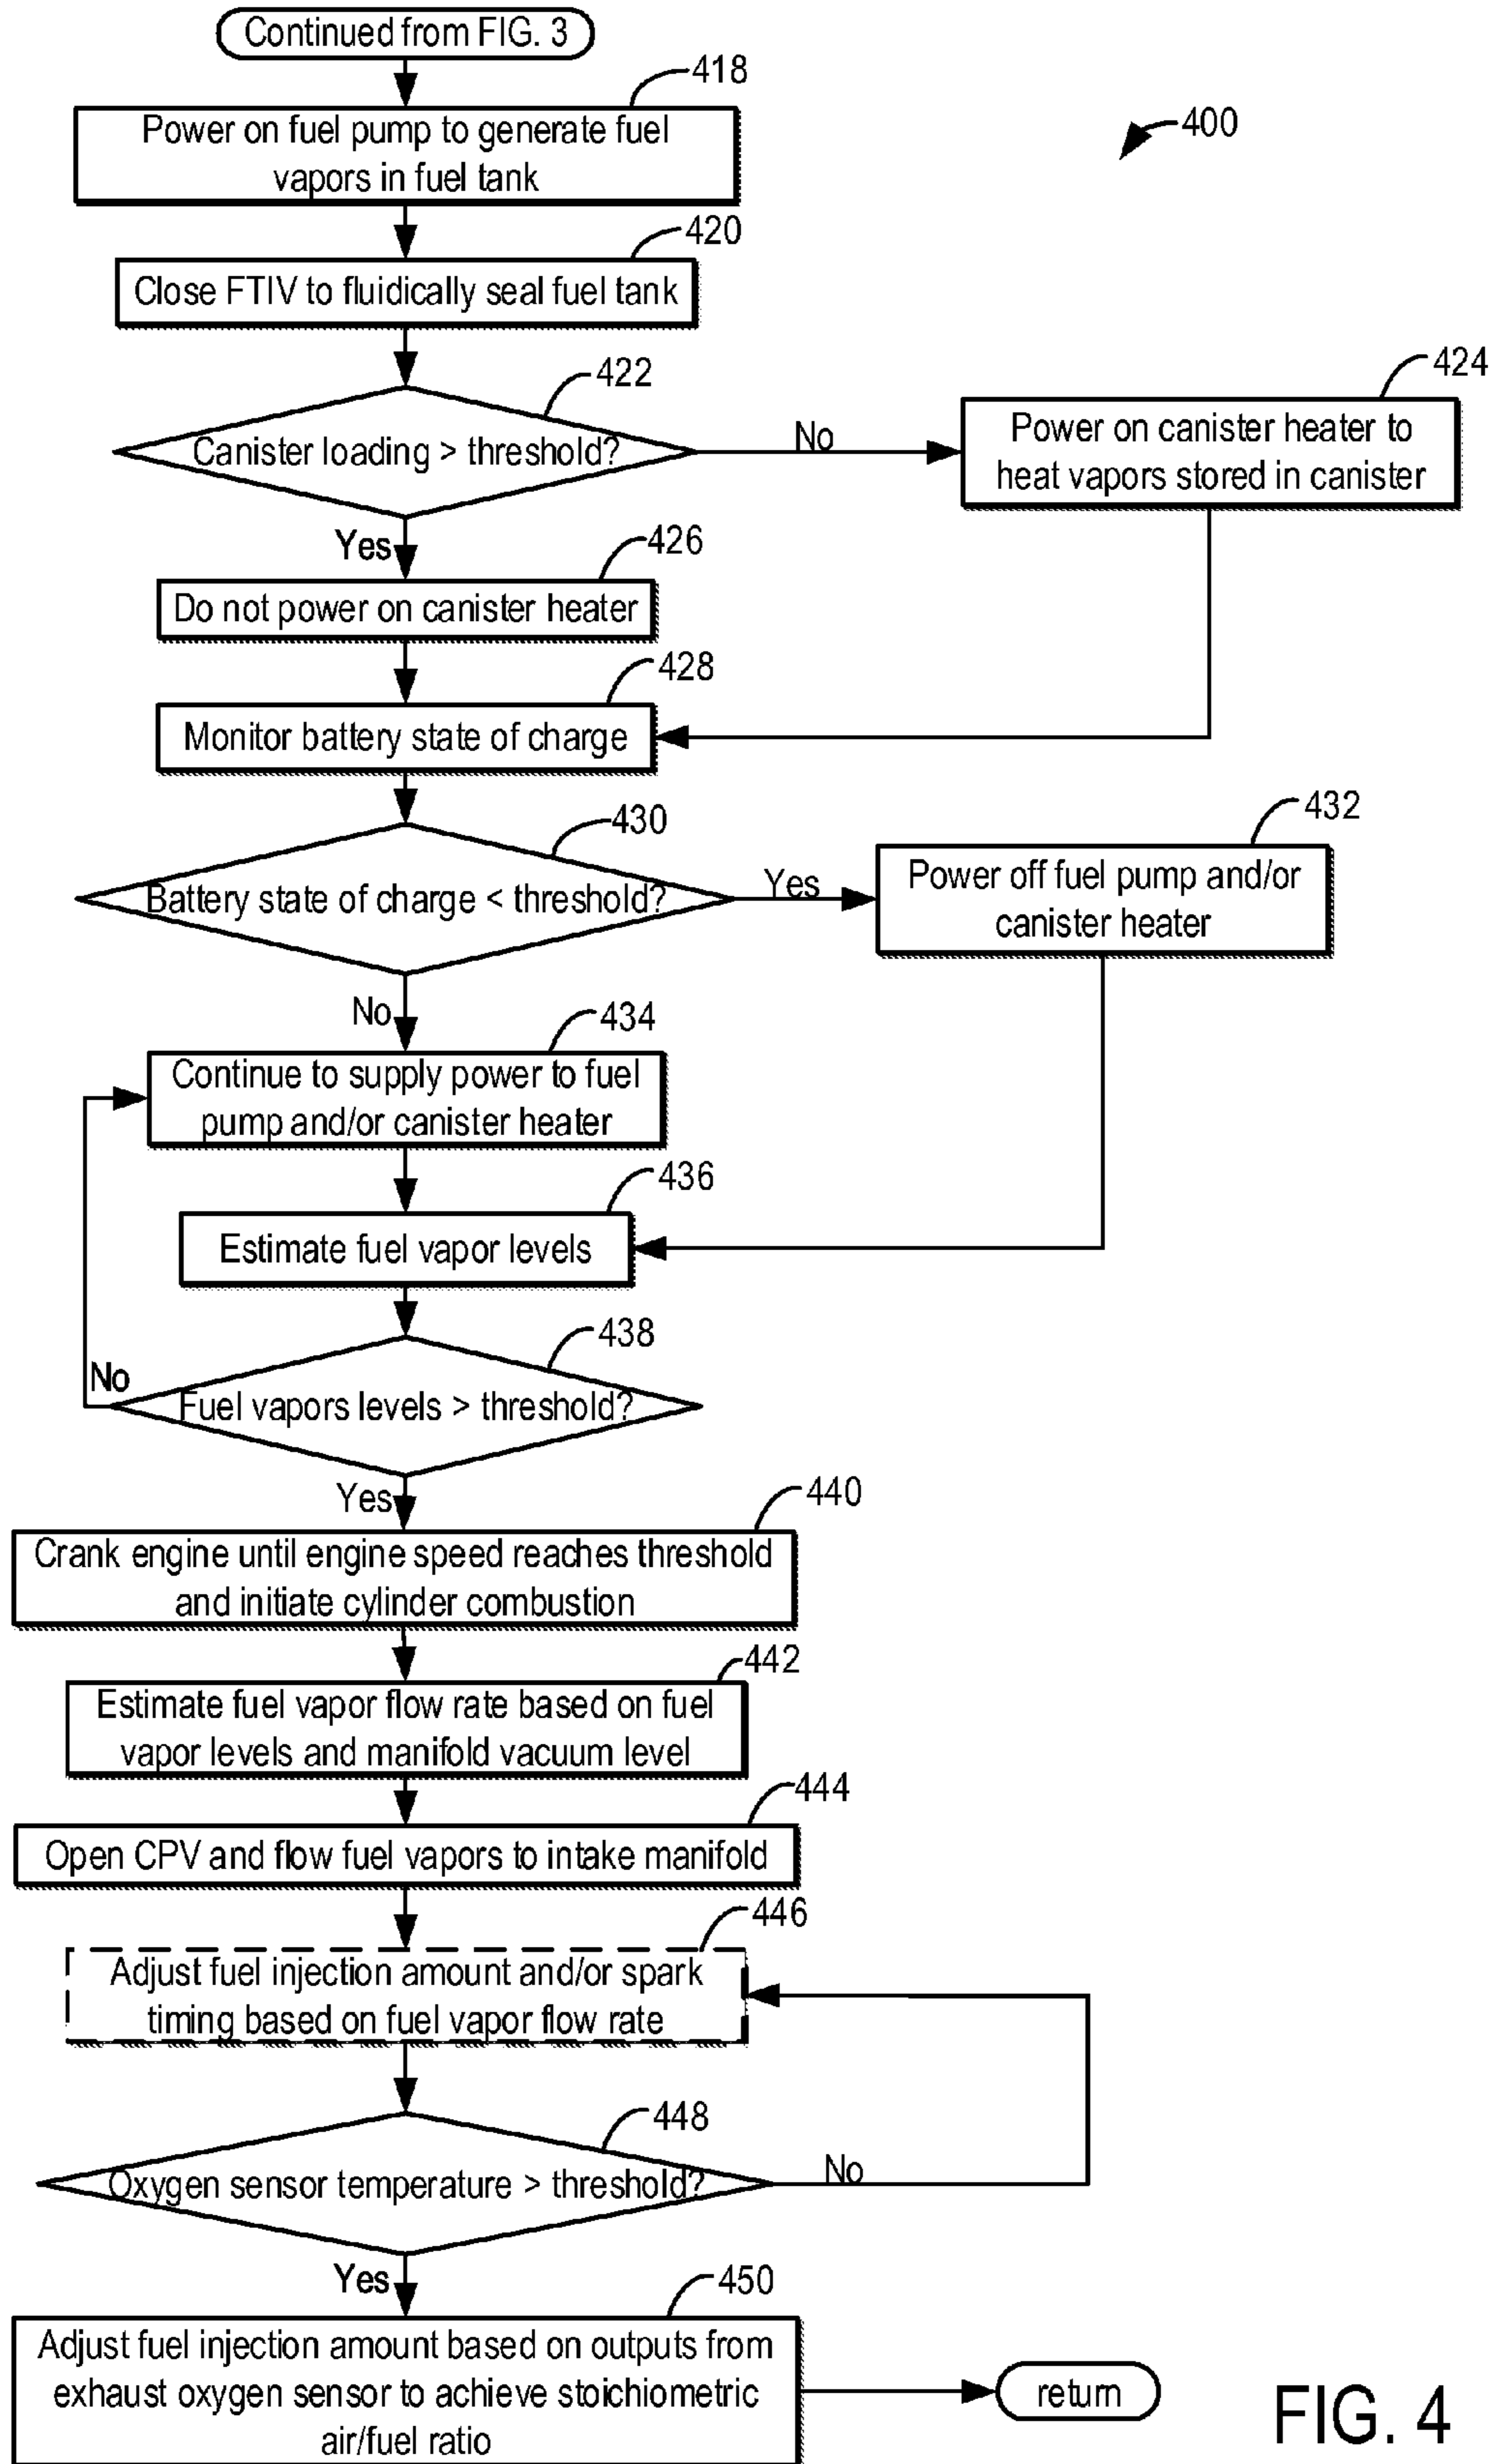 Continued from FIG. 3
418
400
Power on fuel pump to generate fuel
vapors in fuel tank
420
Close FTIV to fluidically seal fuel tank
422
424
Canister loading > threshold?
No
Power on canister heater to
heat vapors stored in canister
Yes
426
Do not power on canister heater
428
Monitor battery state of charge
430
432
Battery state of charge < threshold?
Yes
Power off fuel pump and/or
canister heater
No
434
Continue to supply power to fuel
pump and/or canister heater
436
Estimate fuel vapor levels
438
No
Fuel vapors levels > threshold?
Yes
440
Crank engine until engine speed reaches threshold
and initiate cylinder combustion
442
Estimate fuel vapor flow rate based on fuel
vapor levels and manifold vacuum level
444
Open CPV and flow fuel vapors to intake manifold
446
Adjust fuel injection amount and/or spark
timing based on fuel vapor flow rate
448
Oxygen sensor temperature > threshold?
No
Yes
450
Adjust fuel injection amount based on outputs from
exhaust oxygen sensor to achieve stoichiometric
air/fuel ratio
return
FIG. 4